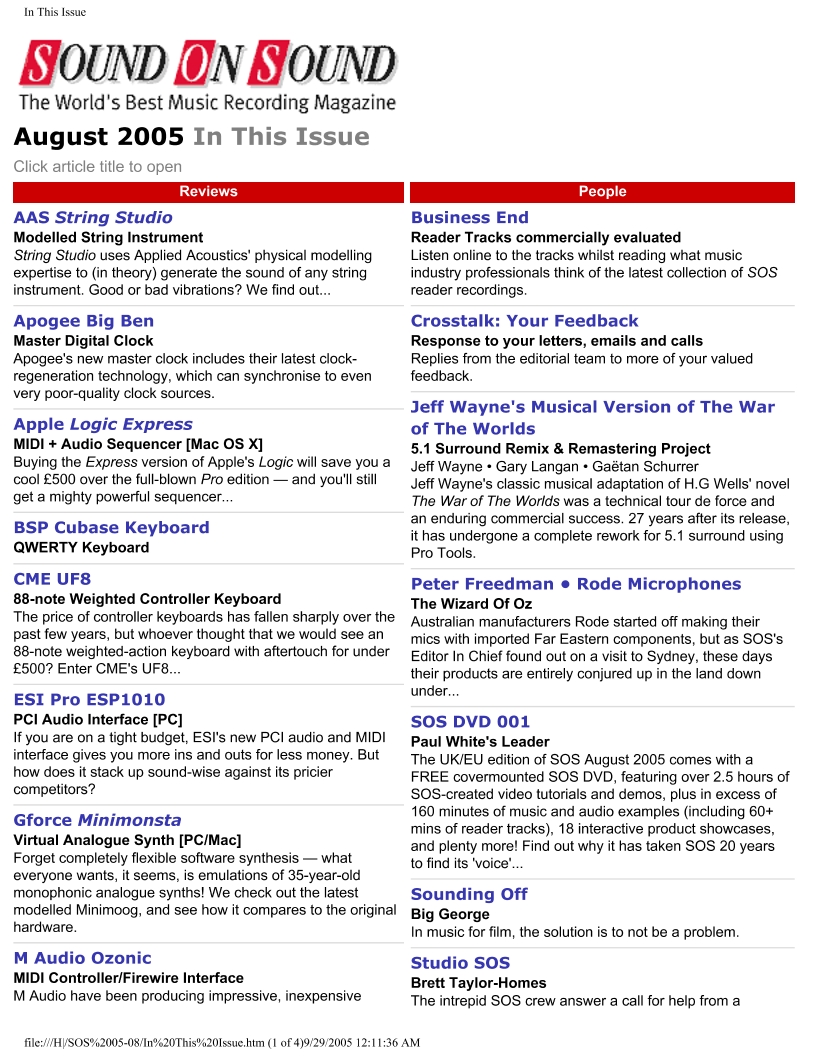 In This Issue
SOUND ON SOUND
The World's Best Music Recording Magazine
August 2005 In This Issue
Click article title to open
Reviews
AAS String Studio
Modelled String Instrument
String Studio uses Applied Acoustics' physical modelling
expertise to (in theory) generate the sound of any string
instrument. Good or bad vibrations? We find out...
Apogee Big Ben
Master Digital Clock
Apogee's new master clock includes their latest clock-
regeneration technology, which can synchronise to even
very poor-quality clock sources.
Apple Logic Express
MIDI + Audio Sequencer [Mac OS X]
Buying the Express version of Apple's Logic will save you a
cool £500 over the full-blown Pro edition — and you'll still
get a mighty powerful sequencer...
BSP Cubase Keyboard
QWERTY Keyboard
CME UF8
88-note Weighted Controller Keyboard
The price of controller keyboards has fallen sharply over the
past few years, but whoever thought that we would see an
88-note weighted-action keyboard with aftertouch for under
£500? Enter CME's UF8...
ESI Pro ESP1010
PCI Audio Interface [PC]
If you are on a tight budget, ESI's new PCI audio and MIDI
interface gives you more ins and outs for less money. But
how does it stack up sound-wise against its pricier
competitors?
Gforce Minimonsta
Virtual Analogue Synth [PC/Mac]
Forget completely flexible software synthesis — what
everyone wants, it seems, is emulations of 35-year-old
monophonic analogue synths! We check out the latest
modelled Minimoog, and see how it compares to the original
hardware.
M Audio Ozonic
MIDI Controller/Firewire Interface
M Audio have been producing impressive, inexpensive
People
Business End
Reader Tracks commercially evaluated
Listen online to the tracks whilst reading what music
industry professionals think of the latest collection of SOS
reader recordings.
Crosstalk: Your Feedback
Response to your letters, emails and calls
Replies from the editorial team to more of your valued
feedback.
Jeff Wayne's Musical Version of The War
of The Worlds
5.1 Surround Remix & Remastering Project
Jeff Wayne • Gary Langan • Gaëtan Schurrer
Jeff Wayne's classic musical adaptation of H.G Wells' novel
The War of The Worlds was a technical tour de force and
an enduring commercial success. 27 years after its release,
it has undergone a complete rework for 5.1 surround using
Pro Tools.
Peter Freedman • Rode Microphones
The Wizard Of Oz
Australian manufacturers Rode started off making their
mics with imported Far Eastern components, but as SOS's
Editor In Chief found out on a visit to Sydney, these days
their products are entirely conjured up in the land down
under...
SOS DVD 001
Paul White's Leader
The UK/EU edition of SOS August 2005 comes with a
FREE covermounted SOS DVD, featuring over 2.5 hours of
SOS-created video tutorials and demos, plus in excess of
160 minutes of music and audio examples (including 60+
mins of reader tracks), 18 interactive product showcases,
and plenty more! Find out why it has taken SOS 20 years
to find its 'voice'...
Sounding Off
Big George
In music for film, the solution is to not be a problem.
Studio SOS
Brett Taylor-Homes
The intrepid SOS crew answer a call for help from a
file:///H|/SOS%2005-08/In%20This%20Issue.htm (1 of 4)9/29/2005 12:11:36 AM